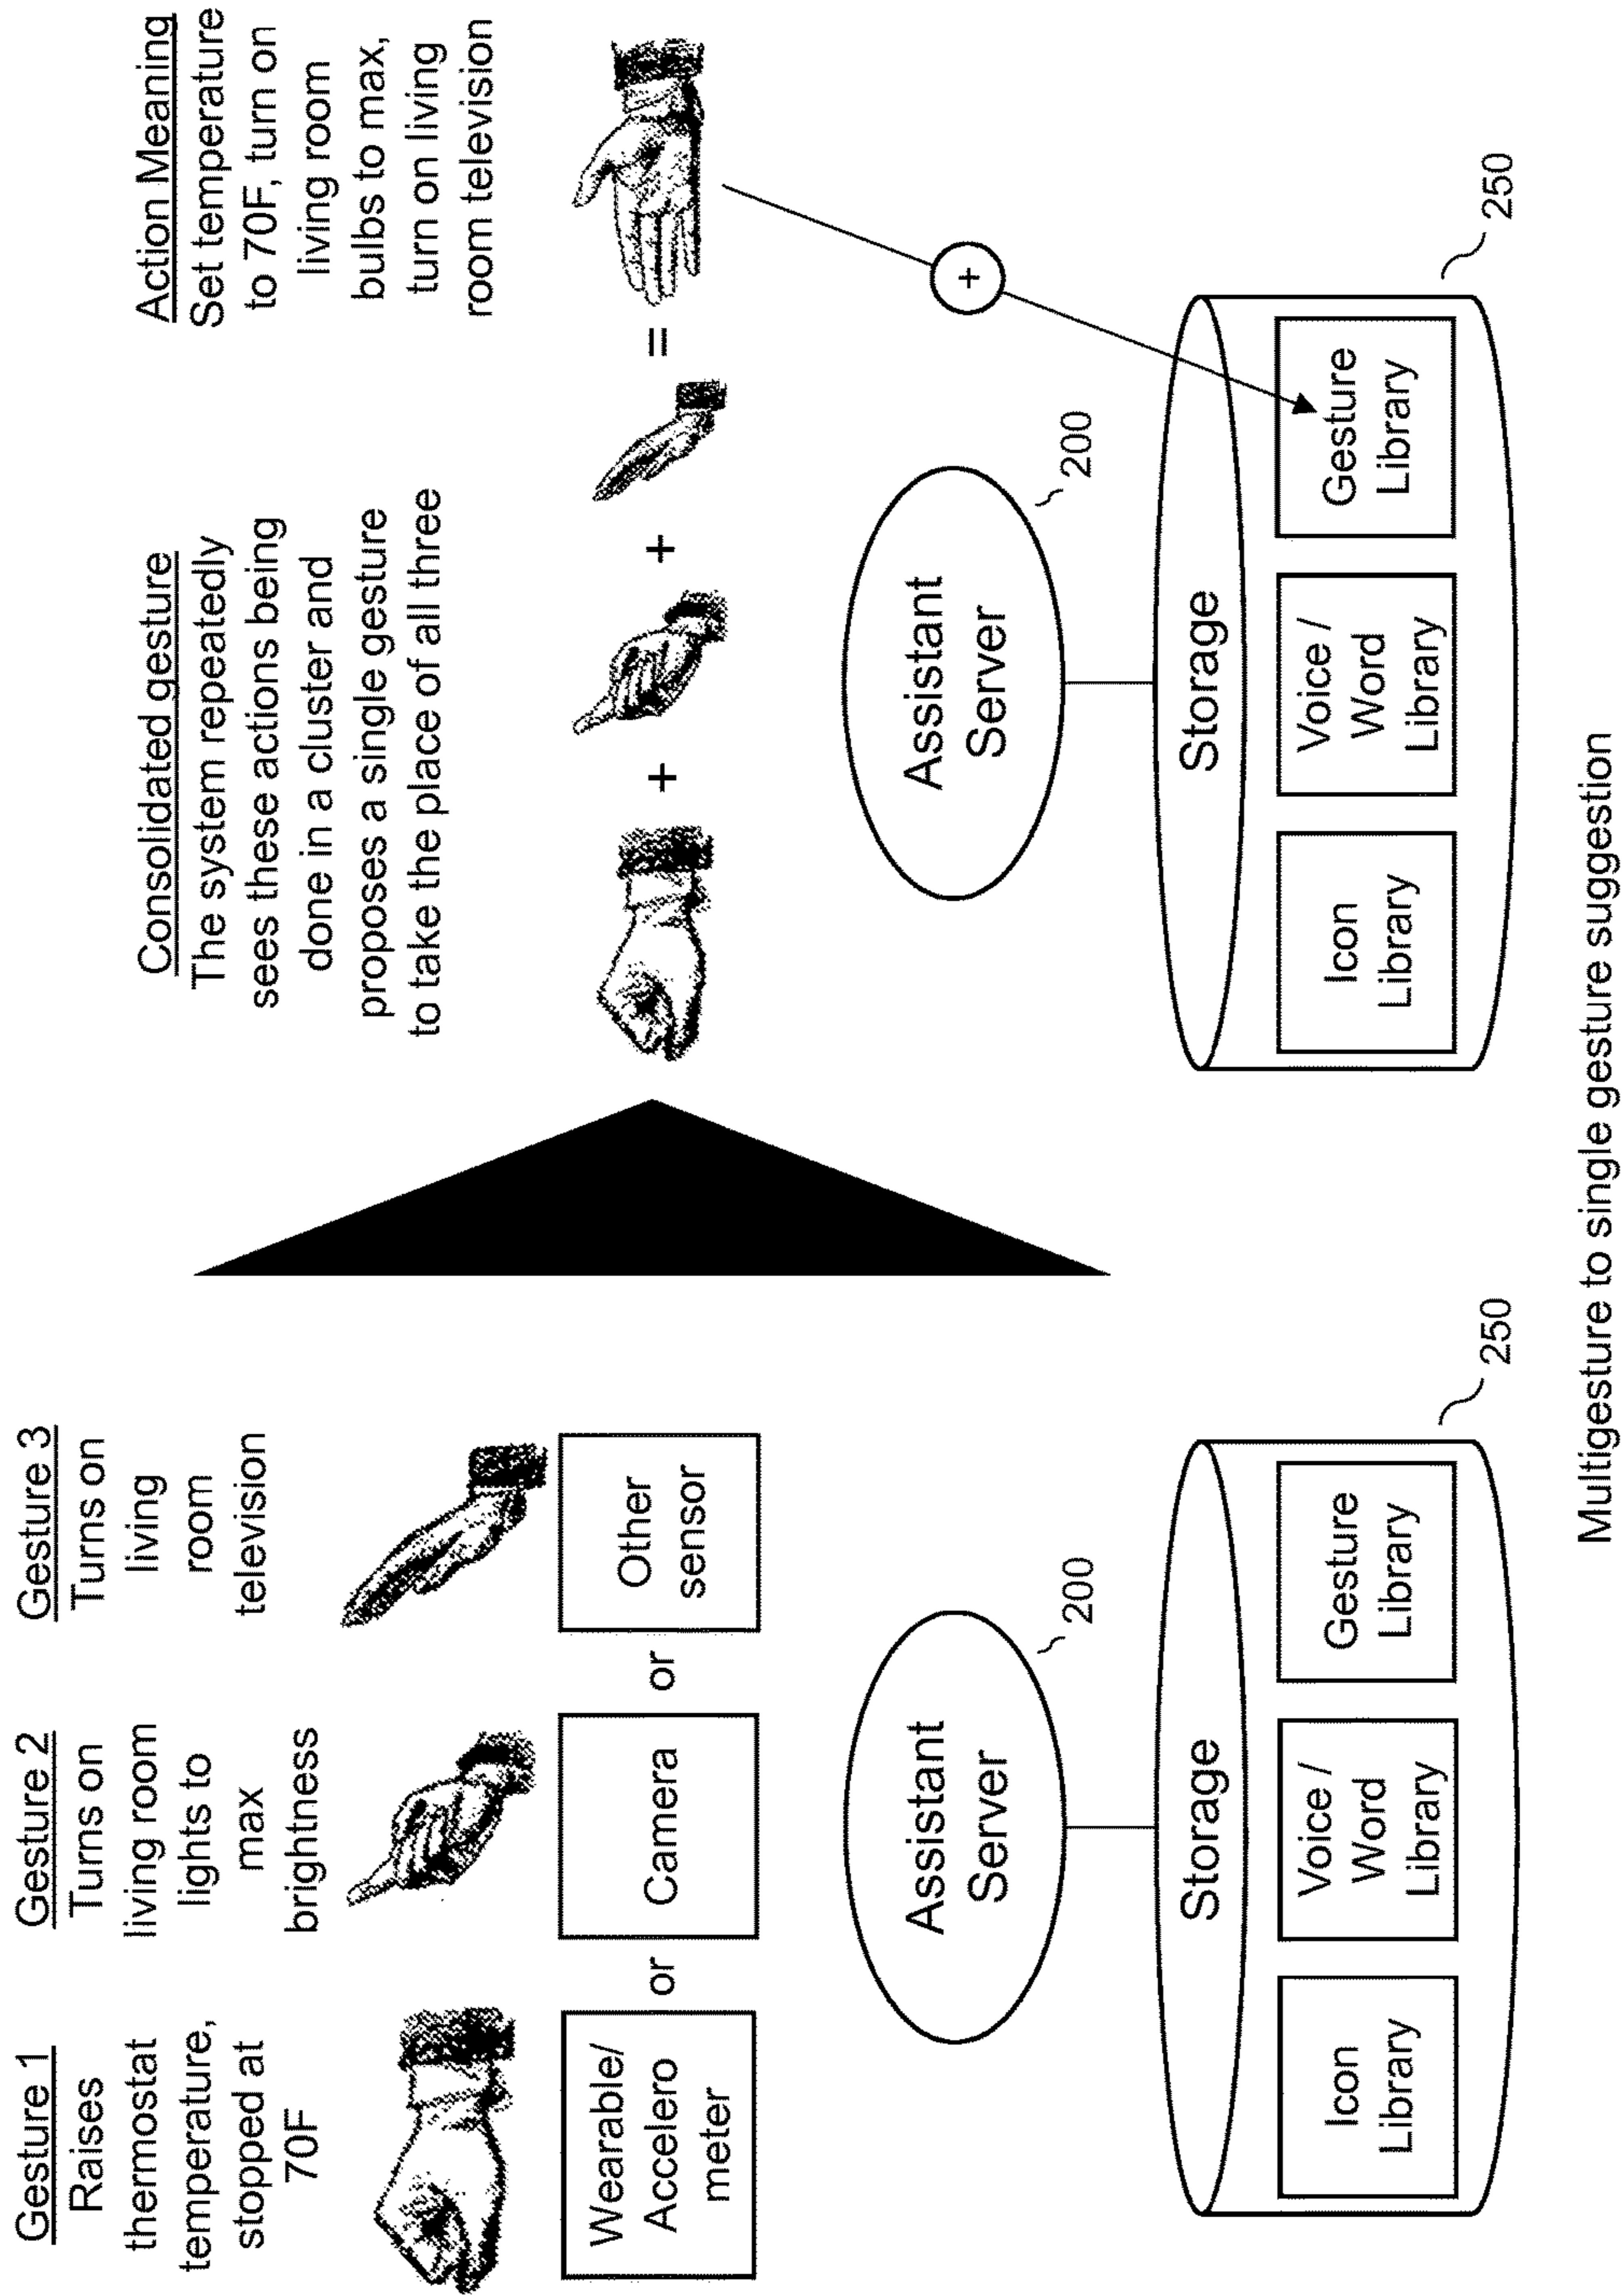 Gesture 1
Raises
thermostat
temperature,
stopped at
70F
Gesture 2
Turns on
living room
lights to
max
brightness
Gesture 3
Turns on
living
room
television
Wearable/
Accelero
meter
or
Camera
or
Other
sensor
Assistant
Server
200
Storage
Icon
Library
Voice /
Word
Library
Gesture
Library
250
Consolidated gesture
The system repeatedly
sees these actions being
done in a cluster and
proposes a single gesture
to take the place of all three
Action Meaning
Set temperature
to 70F, turn on
living room
bulbs to max,
turn on living
room television
+ + =
+
Assistant
Server
200
Storage
Icon
Library
Voice /
Word
Library
Gesture
Library
250
Multigesture to single gesture suggestion